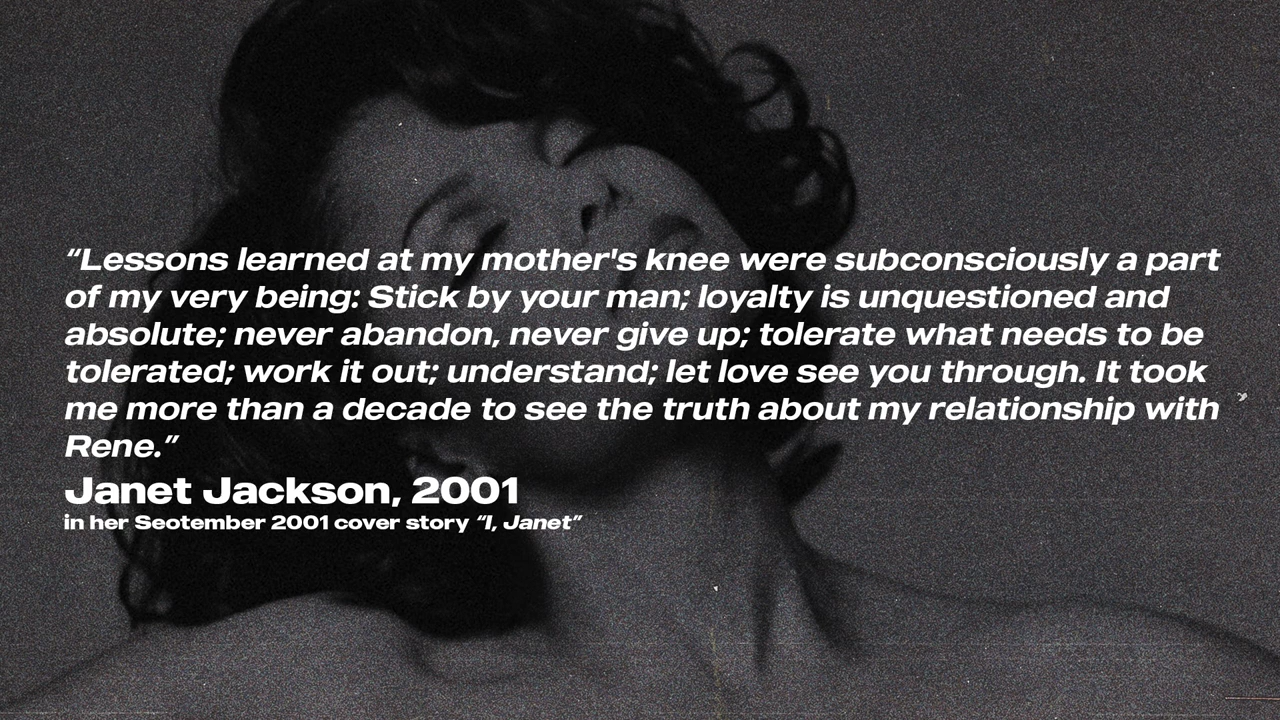 “Lessons learned at my mother's knee were subconsciously a part
of my very being: Stick by your man; loyalty is unquestioned and
absolute; never abandon, never give up; tolerate what needs to be
tolerated; work it out; understand; let love see you through. It took
me more than a decade to see the truth about my relationship with
Rene.”
Janet Jackson, 2001
in her Seotember 2001 cover story “I, Janet”